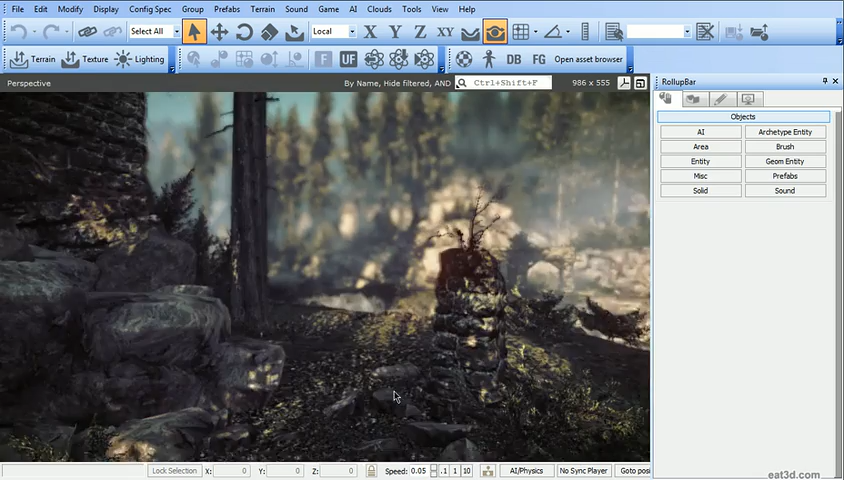 File Edit Modify Display Config Spec Group Prefabs Terrain Sound Game AI Clouds Tools View Help
Select All Local X Y Z XY
Terrain Texture Lighting F UF DB FG Open asset browser
Perspective By Name, Hide filtered, AND Ctrl+Shift+F 986 x 555
RollupBar
Objects
AI Archetype Entity
Area Brush
Entity Geom Entity
Misc Prefabs
Solid Sound
Lock Selection X: 0 Y: 0 Z: 0 Speed: 0.05 .1 1 10 AI/Physics No Sync Player Goto posi
eat3d.com